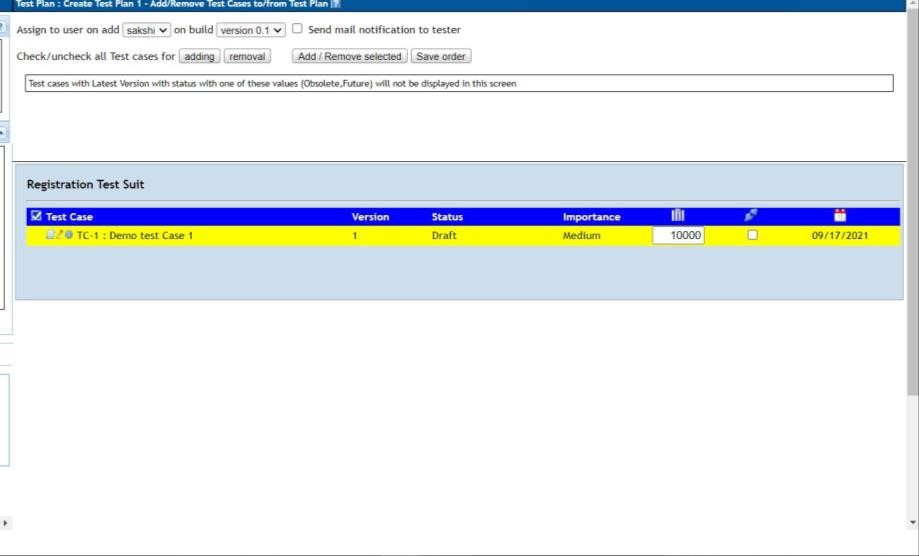 Test Plan : Create Test Plan 1 - Add/Remove Test Cases to/from Test Plan ?
Assign to user on add sakshi on build version 0.1 Send mail notification to tester
Check/uncheck all Test cases for adding removal Add / Remove selected Save order
Test cases with Latest Version with status with one of these values (Obsolete,Future) will not be displayed in this screen
Registration Test Suit
Test Case Version Status Importance
TC-1 : Demo test Case 1 1 Draft Medium 10000 09/17/2021